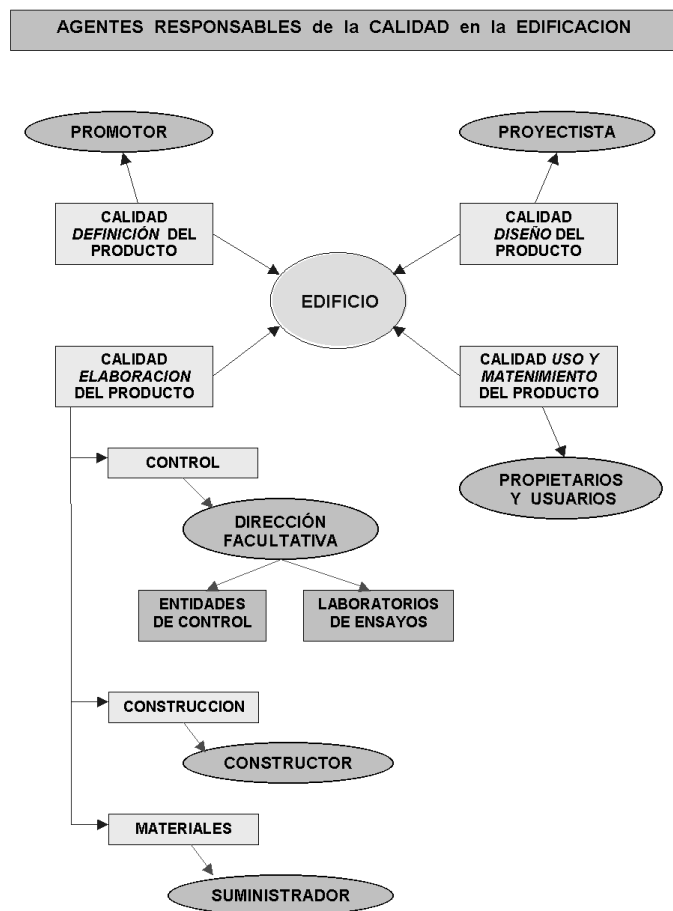 AGENTES RESPONSABLES de la CALIDAD en la EDIFICACION
PROMOTOR
PROYECTISTA
CALIDAD
DEFINICIÓN DEL
PRODUCTO
CALIDAD
DISEÑO DEL
PRODUCTO
EDIFICIO
CALIDAD
ELABORACION
DEL PRODUCTO
CALIDAD USO Y
MATENIMIENTO
DEL PRODUCTO
CONTROL
PROPIETARIOS
Y USUARIOS
DIRECCIÓN
FACULTATIVA
ENTIDADES
DE CONTROL
LABORATORIOS
DE ENSAYOS
CONSTRUCCION
CONSTRUCTOR
MATERIALES
SUMINISTRADOR